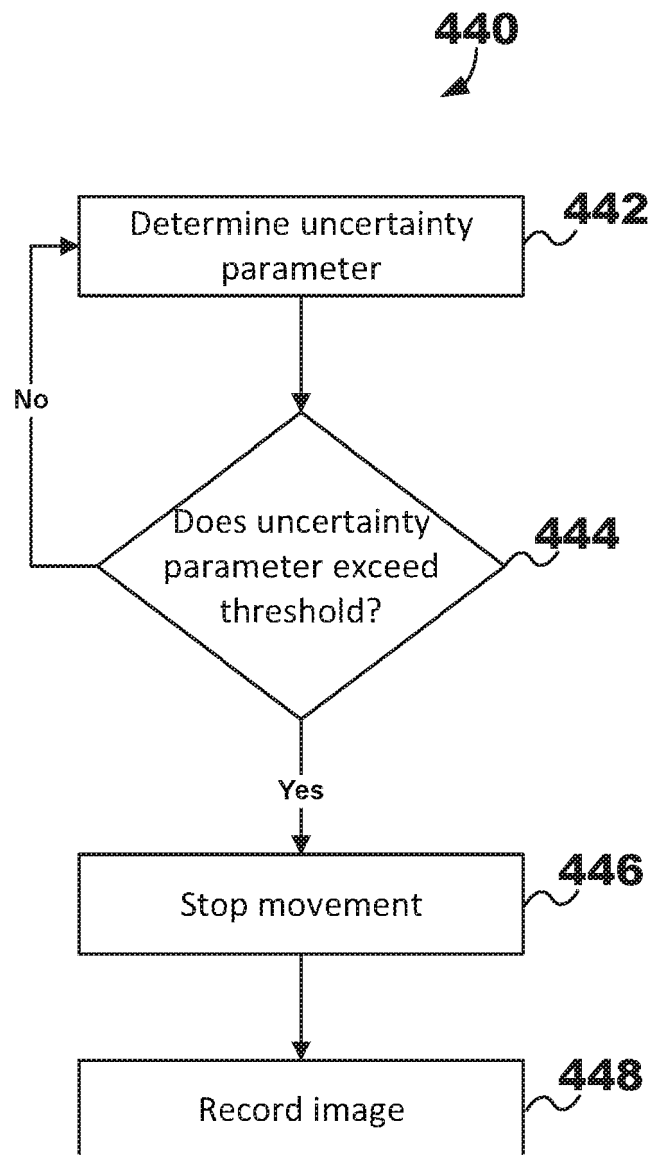 440
Determine uncertainty
parameter
442
No
Does uncertainty
parameter exceed
threshold?
444
Yes
Stop movement
446
Record image
448